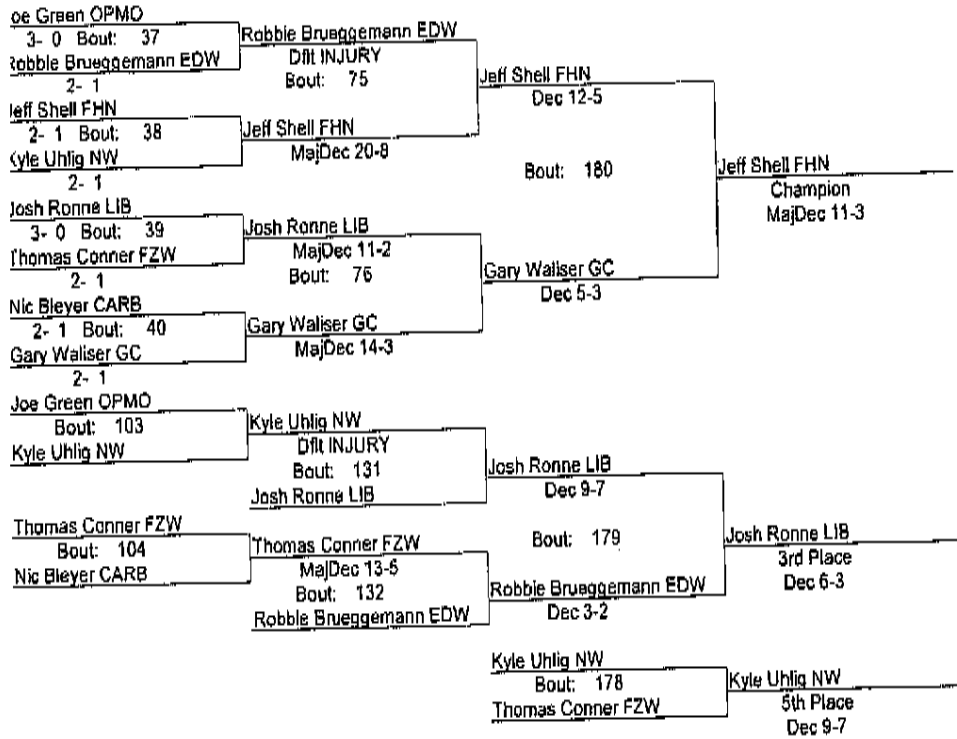 oe Green OPMO
3- 0 Bout: 37
Robbie Brueggemann EDW
2- 1
Jeff Shell FHN
2- 1 Bout: 38
Kyle Uhlig NW
2- 1
Josh Ronne LIB
3- 0 Bout: 39
Thomas Conner FZW
2- 1
Nic Bleyer CARB
2- 1 Bout: 40
Gary Waliser GC
2- 1
Robbie Brueggemann EDW
Dflt INJURY
Bout: 75
Jeff Shell FHN
MajDec 20-8
Josh Ronne LIB
MajDec 11-2
Bout: 76
Gary Waliser GC
MajDec 14-3
Jeff Shell FHN
Dec 12-5
Bout: 180
Gary Waliser GC
Dec 5-3
Jeff Shell FHN
Champion
MajDec 11-3
Joe Green OPMO
Bout: 103
Kyle Uhlig NW
Thomas Conner FZW
Bout: 104
Nic Bleyer CARB
Kyle Uhlig NW
Dflt INJURY
Bout: 131
Josh Ronne LIB
Thomas Conner FZW
MajDec 13-5
Bout: 132
Robbie Brueggemann EDW
Josh Ronne LIB
Dec 9-7
Bout: 179
Robbie Brueggemann EDW
Dec 3-2
Josh Ronne LIB
3rd Place
Dec 6-3
Kyle Uhlig NW
Bout: 178
Thomas Conner FZW
Kyle Uhlig NW
5th Place
Dec 9-7